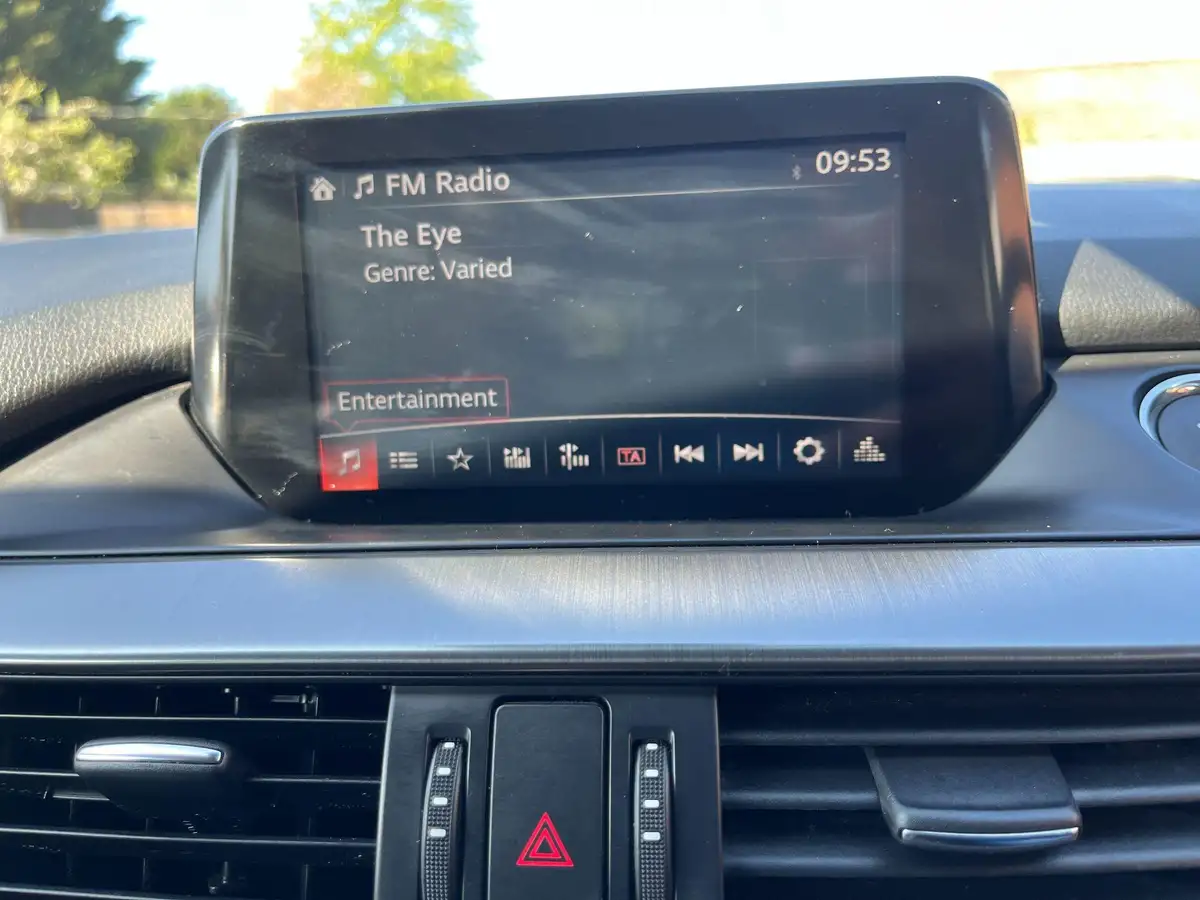 FM Radio
09:53
The Eye
Genre: Varied
Entertainment
TA